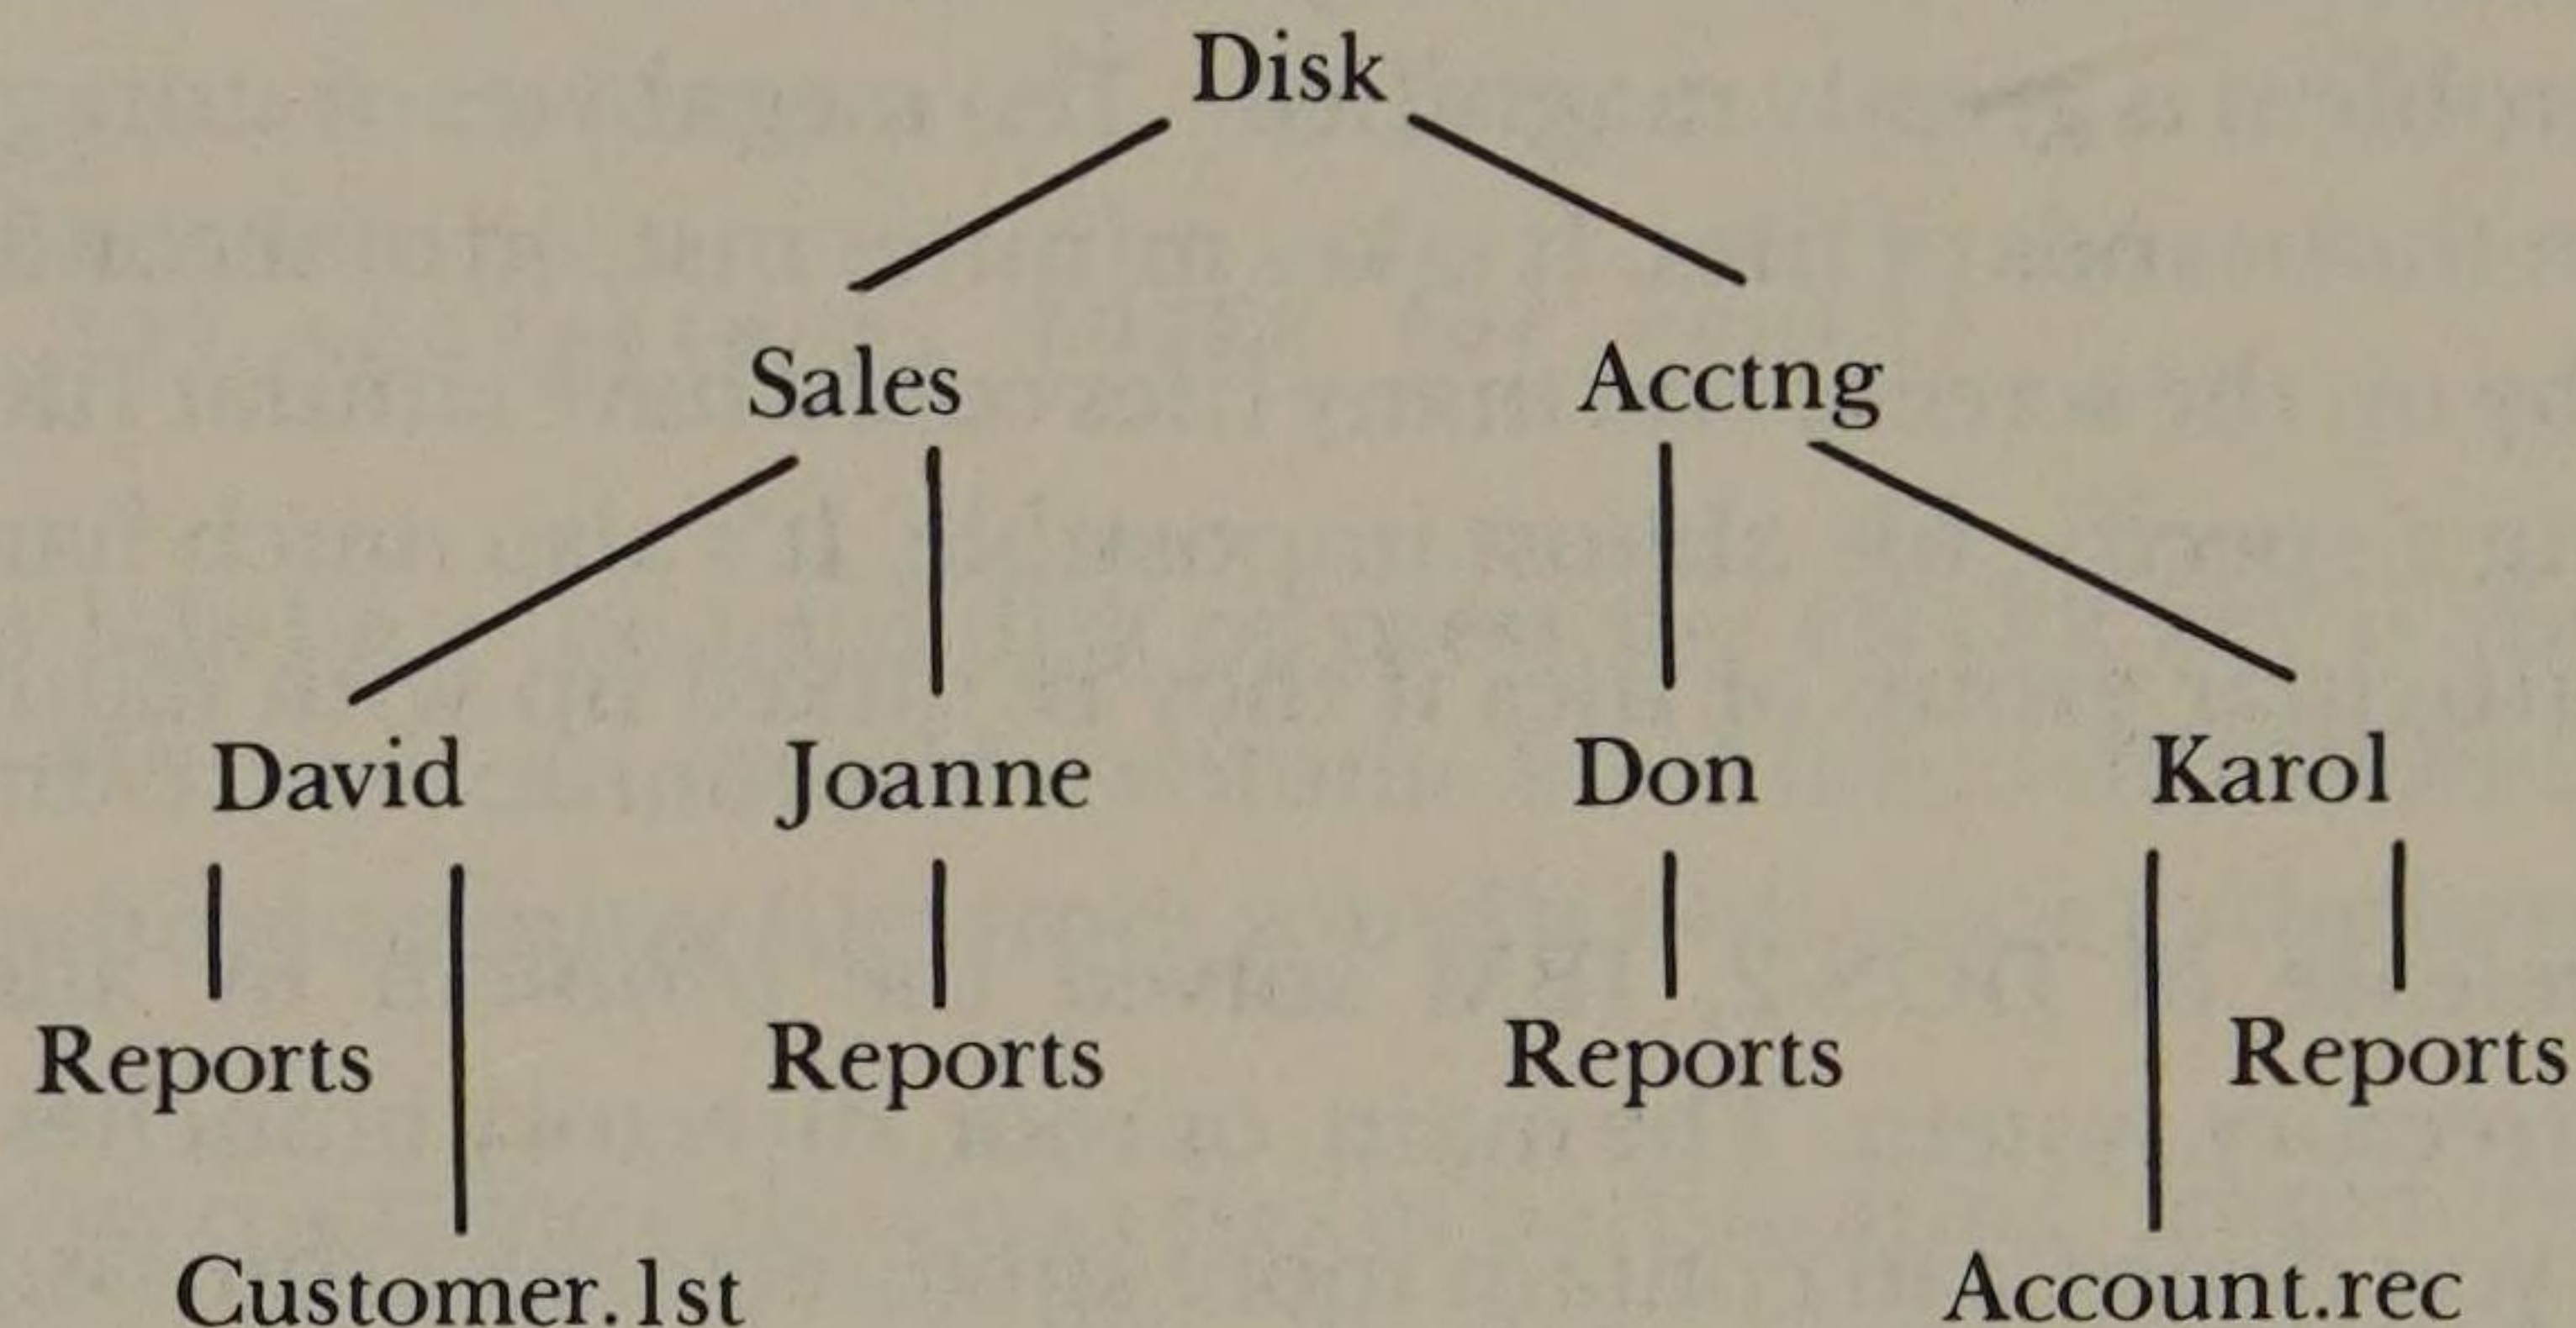 Disk
Sales Acctng
David Joanne Don Karol
Reports Reports Reports Reports
Customer.1st Account.rec